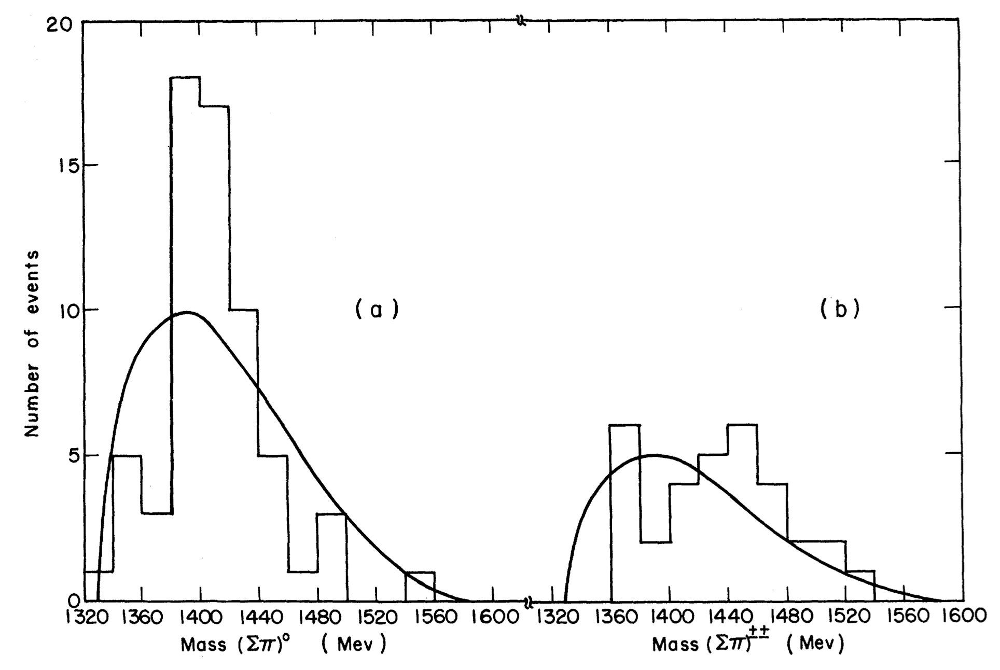 20
15
10
5
0
Number of events
(a)
(b)
1320 1360 1400 1440 1480 1520 1560 1600 1320 1360 1400 1440 1480 1520 1560 1600
Mass (Σπ)⁰ (Mev)
Mass (Σπ)±± (Mev)